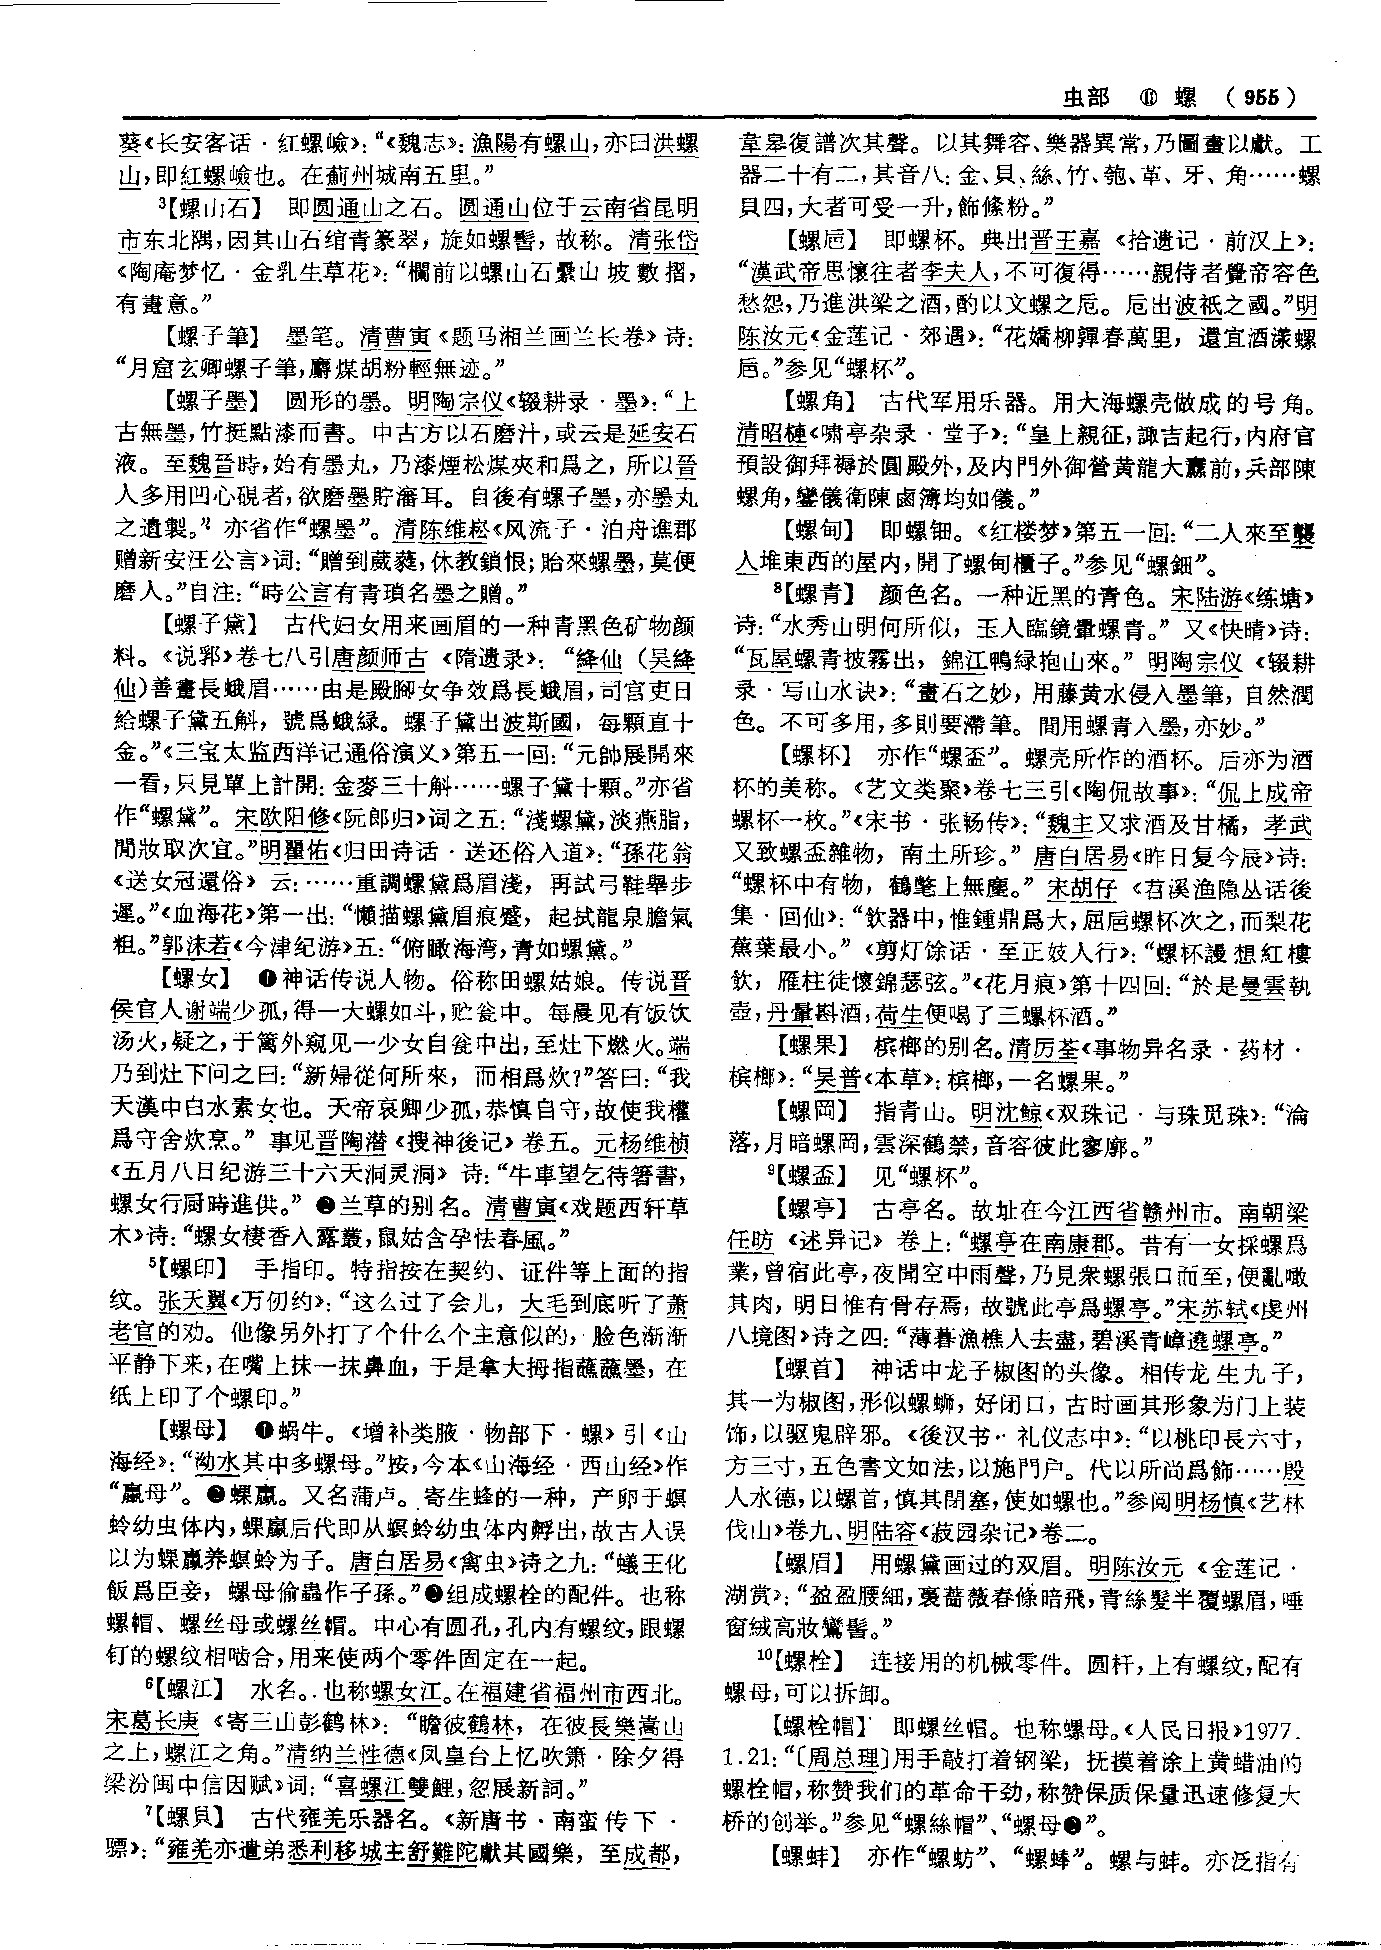 虫部 ⑪ 螺 （955）
葵《长安客话·红螺嶮》：“《魏志》：漁陽有螺山，亦曰洪螺
山，即紅螺嶮也。在薊州城南五里。”
3【螺山石】 即圆通山之石。圆通山位于云南省昆明
市东北隅，因其山石绾青篆翠，旋如螺髻，故称。清张岱
《陶庵梦忆·金乳生草花》：“欄前以螺山石纍山坡數摺，
有畫意。”
【螺子筆】 墨笔。清曹寅《题马湘兰画兰长卷》诗：
“月窟玄卿螺子筆，麝煤胡粉輕無迹。”
【螺子墨】 圆形的墨。明陶宗仪《辍耕录·墨》：“上
古無墨，竹挺點漆而書。中古方以石磨汁，或云是延安石
液。至魏晉時，始有墨丸，乃漆煙松煤夾和爲之，所以晉
人多用凹心硯者，欲磨墨貯瀋耳。自後有螺子墨，亦墨丸
之遺製。”亦省作“螺墨”。清陈维崧《风流子·泊舟谯郡
赠新安汪公言》词：“贈到葳蕤，休教鎖恨；貽來螺墨，莫便
磨人。”自注：“時公言有青瑣名墨之贈。”
【螺子黛】 古代妇女用来画眉的一种青黑色矿物颜
料。《说郛》卷七八引唐颜师古《隋遗录》：“絳仙（吴絳
仙）善畫長蛾眉……由是殿脚女争效爲長蛾眉，司宫吏日
給螺子黛五斛，號爲蛾緑。螺子黛出波斯國，每顆直十
金。”《三宝太监西洋记通俗演义》第五一回：“元帥展開來
一看，只見單上計開：金麥三十斛……螺子黛十顆。”亦省
作“螺黛”。宋欧阳修《阮郎归》词之五：“淺螺黛，淡燕脂，
閒妝取次宜。”明瞿佑《归田诗话·送还俗人道》：“孫花翁
《送女冠還俗》云：……重調螺黛爲眉淺，再試弓鞋舉步
遲。”《血海花》第一出：“懶描螺黛眉痕蹙，起拭龍泉膽氣
粗。”郭沫若《今津纪游》五：“俯瞰海湾，青如螺黛。”
【螺女】 ❶神话传说人物。俗称田螺姑娘。传说晋
侯官人谢端少孤，得一大螺如斗，贮瓮中。每晨见有饭饮
汤火，疑之，于篱外窥见一少女自瓮中出，至灶下燃火。端
乃到灶下问之曰：“新婦從何所來，而相爲炊？”答曰：“我
天漢中白水素女也。天帝哀卿少孤，恭慎自守，故使我權
爲守舍炊烹。”事见晋陶潜《搜神後记》卷五。元杨维桢
《五月八日纪游三十六天洞灵洞》诗：“牛車望乞待箬書，
螺女行厨時進供。”❷兰草的别名。清曹寅《戏题西轩草
木》诗：“螺女棲香入露叢，鼠姑含孕怯春風。”
5【螺印】 手指印。特指按在契约、证件等上面的指
纹。张天翼《万仞约》：“这么过了会儿，大毛到底听了萧
老官的劝。他像另外打了个什么个主意似的，脸色渐渐
平静下来，在嘴上抹一抹鼻血，于是拿大拇指蘸蘸墨，在
纸上印了个螺印。”
【螺母】 ❶蜗牛。《增补类腋·物部下·螺》引《山
海经》：“泑水其中多螺母。”按，今本《山海经·西山经》作
“蠃母”。❷蜾蠃。又名蒲卢。寄生蜂的一种，产卵于螟
蛉幼虫体内，蜾蠃后代即从螟蛉幼虫体内孵出，故古人误
以为蜾蠃养螟蛉为子。唐白居易《禽虫》诗之九：“蟻王化
飯爲臣妾，螺母偷蟲作子孫。”❸组成螺栓的配件。也称
螺帽、螺丝母或螺丝帽。中心有圆孔，孔内有螺纹，跟螺
钉的螺纹相啮合，用来使两个零件固定在一起。
6【螺江】 水名。也称螺女江。在福建省福州市西北。
宋葛长庚《寄三山彭鹤林》：“瞻彼鶴林，在彼長樂嵩山
之上，螺江之角。”清纳兰性德《凤皇台上忆吹箫·除夕得
梁汾闽中信因赋》词：“喜螺江雙鯉，忽展新詞。”
7【螺貝】 古代雍羌乐器名。《新唐书·南蛮传下·
骠》：“雍羌亦遣弟悉利移城主舒難陀獻其國樂，至成都，
韋皋復譜次其聲。以其舞容、樂器異常，乃圖畫以獻。工
器二十有二，其音八：金、貝、絲、竹、匏、革、牙、角……螺
貝四，大者可受一升，飾絛粉。”
【螺巵】 即螺杯。典出晋王嘉《拾遗记·前汉上》：
“漢武帝思懷往者李夫人，不可復得……親侍者覺帝容色
愁怨，乃進洪梁之酒，酌以文螺之巵。巵出波祇之國。”明
陈汝元《金莲记·郊遇》：“花嬌柳嚲春萬里，還宜酒漾螺
巵。”参见“螺杯”。
【螺角】 古代军用乐器。用大海螺壳做成的号角。
清昭槤《啸亭杂录·堂子》：“皇上親征，諏吉起行，内府官
預設御拜褥於圓殿外，及内門外御營黄龍大纛前，兵部陳
螺角，鑾儀衛陳鹵簿均如儀。”
【螺甸】 即螺钿。《红楼梦》第五一回：“二人來至襲
人堆東西的屋内，開了螺甸櫃子。”参见“螺鈿”。
8【螺青】 颜色名。一种近黑的青色。宋陆游《练塘》
诗：“水秀山明何所似，玉人臨鏡暈螺青。”又《快晴》诗：
“瓦屋螺青披霧出，錦江鴨緑抱山來。”明陶宗仪《辍耕
录·写山水诀》：“畫石之妙，用藤黄水侵入墨筆，自然潤
色。不可多用，多則要滯筆。間用螺青入墨，亦妙。”
【螺杯】 亦作“螺盃”。螺壳所作的酒杯。后亦为酒
杯的美称。《艺文类聚》卷七三引《陶侃故事》：“侃上成帝
螺杯一枚。”《宋书·张畅传》：“魏主又求酒及甘橘，孝武
又致螺盃雜物，南土所珍。”唐白居易《昨日复今辰》诗：
“螺杯中有物，鶴氅上無塵。”宋胡仔《苕溪渔隐丛话後
集·回仙》：“飲器中，惟鍾鼎爲大，屈巵螺杯次之，而梨花
蕉葉最小。”《剪灯馀话·至正妓人行》：“螺杯謾想紅樓
飲，雁柱徒懷錦瑟弦。”《花月痕》第十四回：“於是曼雲執
壺，丹暈斟酒，荷生便喝了三螺杯酒。”
【螺果】 槟榔的别名。清厉荃《事物异名录·药材·
槟榔》：“吴普《本草》：槟榔，一名螺果。”
【螺岡】 指青山。明沈鲸《双珠记·与珠觅珠》：“淪
落，月暗螺岡，雲深鶴禁，音容彼此寥廓。”
9【螺盃】 见“螺杯”。
【螺亭】 古亭名。故址在今江西省赣州市。南朝梁
任昉《述异记》卷上：“螺亭在南康郡。昔有一女採螺爲
業，曾宿此亭，夜聞空中雨聲，乃見衆螺張口而至，便亂噉
其肉，明日惟有骨存焉，故號此亭爲螺亭。”宋苏轼《虔州
八境图》诗之四：“薄暮漁樵人去盡，碧溪青嶂遶螺亭。”
【螺首】 神话中龙子椒图的头像。相传龙生九子，
其一为椒图，形似螺蛳，好闭口，古时画其形象为门上装
饰，以驱鬼辟邪。《後汉书·礼仪志中》：“以桃印長六寸，
方三寸，五色書文如法，以施門户。代以所尚爲飾……殷
人水德，以螺首，慎其閉塞，使如螺也。”参阅明杨慎《艺林
伐山》卷九、明陆容《菽园杂记》卷二。
【螺眉】 用螺黛画过的双眉。明陈汝元《金莲记·
湖赏》：“盈盈腰細，裊薔薇春條暗飛，青絲髮半覆螺眉，唾
窗絨高妝鸞髻。”
10【螺栓】 连接用的机械零件。圆杆，上有螺纹，配有
螺母，可以拆卸。
【螺栓帽】 即螺丝帽。也称螺母。《人民日报》1977.
1.21：“〔周总理〕用手敲打着钢梁，抚摸着涂上黄蜡油的
螺栓帽，称赞我们的革命干劲，称赞保质保量迅速修复大
桥的创举。”参见“螺絲帽”、“螺母❸”。
【螺蚌】 亦作“螺蚄”、“螺蜯”。螺与蚌。亦泛指有